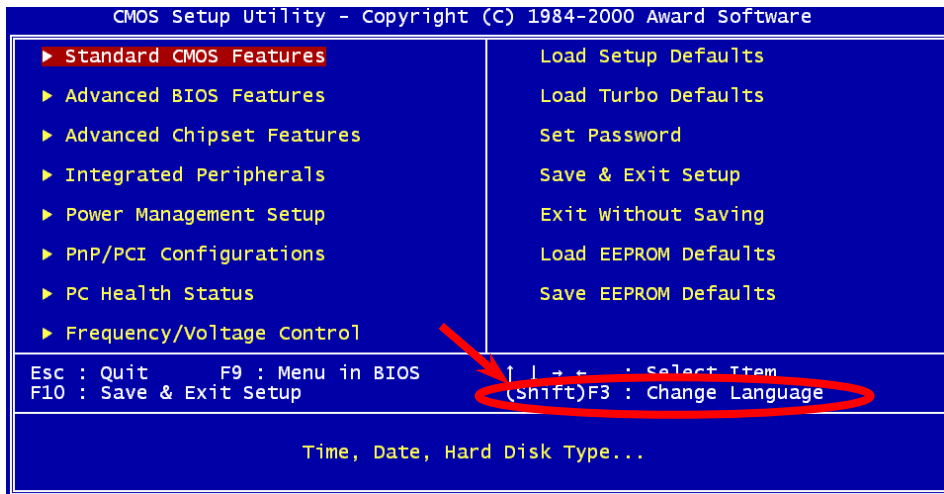 CMOS Setup Utility - Copyright (C) 1984-2000 Award Software
▶ Standard CMOS Features
▶ Advanced BIOS Features
▶ Advanced Chipset Features
▶ Integrated Peripherals
▶ Power Management Setup
▶ PnP/PCI Configurations
▶ PC Health Status
▶ Frequency/Voltage Control
Load Setup Defaults
Load Turbo Defaults
Set Password
Save & Exit Setup
Exit Without Saving
Load EEPROM Defaults
Save EEPROM Defaults
Esc : Quit F9 : Menu in BIOS ↑ ↓ → ← : Select Item
F10 : Save & Exit Setup (Shift)F3 : Change Language
Time, Date, Hard Disk Type...